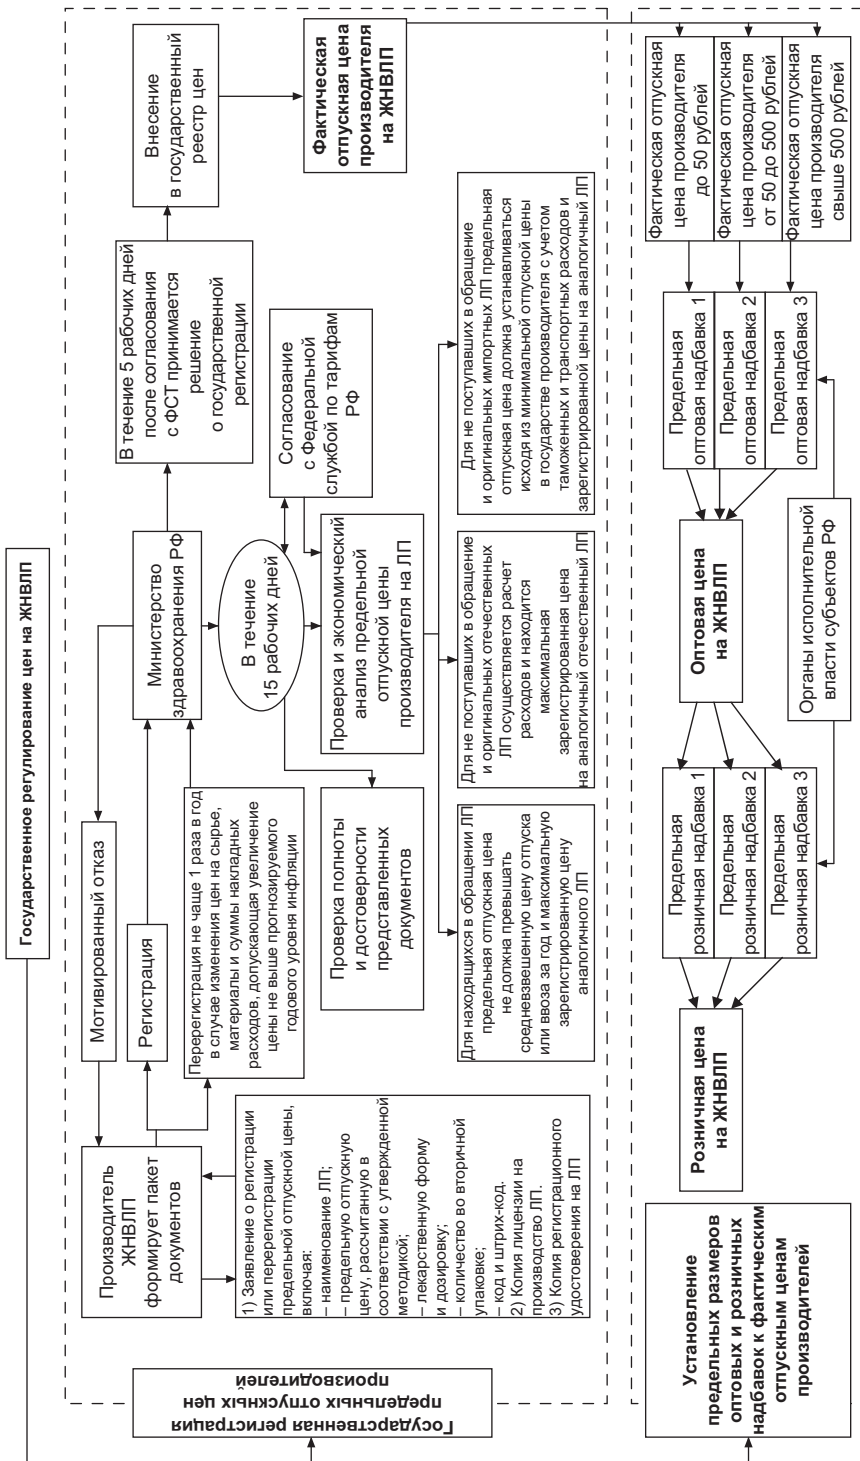 Государственное регулирование цен на ЖНВЛП
Государственная регистрация
предельных отпускных цен
производителей
Производитель
ЖНВЛП
формирует пакет
документов
1) Заявление о регистрации
или перерегистрации
предельной отпускной цены,
включая:
– наименование ЛП;
– предельную отпускную
цену, рассчитанную в
соответствии с утвержденной
методикой;
– лекарственную форму
и дозировку;
– количество во вторичной
упаковке;
– код и штрих-код.
2) Копия лицензии на
производство ЛП.
3) Копия регистрационного
удостоверения на ЛП
Мотивированный отказ
Регистрация
Перерегистрация не чаще 1 раза в год
в случае изменения цен на сырье,
материалы и суммы накладных
расходов, допускающая увеличение
цены не выше прогнозируемого
годового уровня инфляции
Министерство
здравоохранения РФ
В течение
15 рабочих дней
Проверка полноты
и достоверности
представленных
документов
Проверка и экономический
анализ предельной
отпускной цены
производителя на ЛП
Согласование
с Федеральной
службой по тарифам
РФ
В течение 5 рабочих дней
после согласования
с ФСТ принимается
решение
о государственной
регистрации
Внесение
в государственный
реестр цен
Фактическая
отпускная цена
производителя
на ЖНВЛП
Для находящихся в обращении ЛП
предельная отпускная цена
не должна превышать
средневзвешенную цену отпуска
или ввоза за год и максимальную
зарегистрированную цену
аналогичного ЛП
Для не поступавших в обращение
и оригинальных отечественных
ЛП осуществляется расчет
расходов и находится
максимальная
зарегистрированная цена
на аналогичный отечественный ЛП
Для не поступавших в обращение
и оригинальных импортных ЛП предельная
отпускная цена должна устанавливаться
исходя из минимальной отпускной цены
в государстве производителя с учетом
таможенных и транспортных расходов и
зарегистрированной цены на аналогичный ЛП
Установление
предельных размеров
оптовых и розничных
надбавок к фактическим
отпускным ценам
производителей
Розничная цена
на ЖНВЛП
Предельная
розничная надбавка 1
Предельная
розничная надбавка 2
Предельная
розничная надбавка 3
Оптовая цена
на ЖНВЛП
Органы исполнительной
власти субъектов РФ
Предельная
оптовая надбавка 1
Предельная
оптовая надбавка 2
Предельная
оптовая надбавка 3
Фактическая отпускная
цена производителя
до 50 рублей
Фактическая отпускная
цена производителя
от 50 до 500 рублей
Фактическая отпускная
цена производителя
свыше 500 рублей